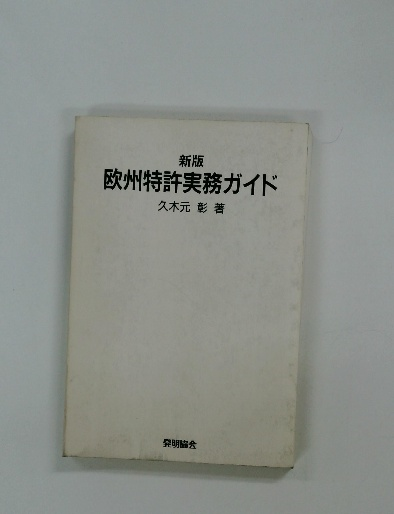 新版
欧州特許実務ガイド
久木元 彰 著
発明協会